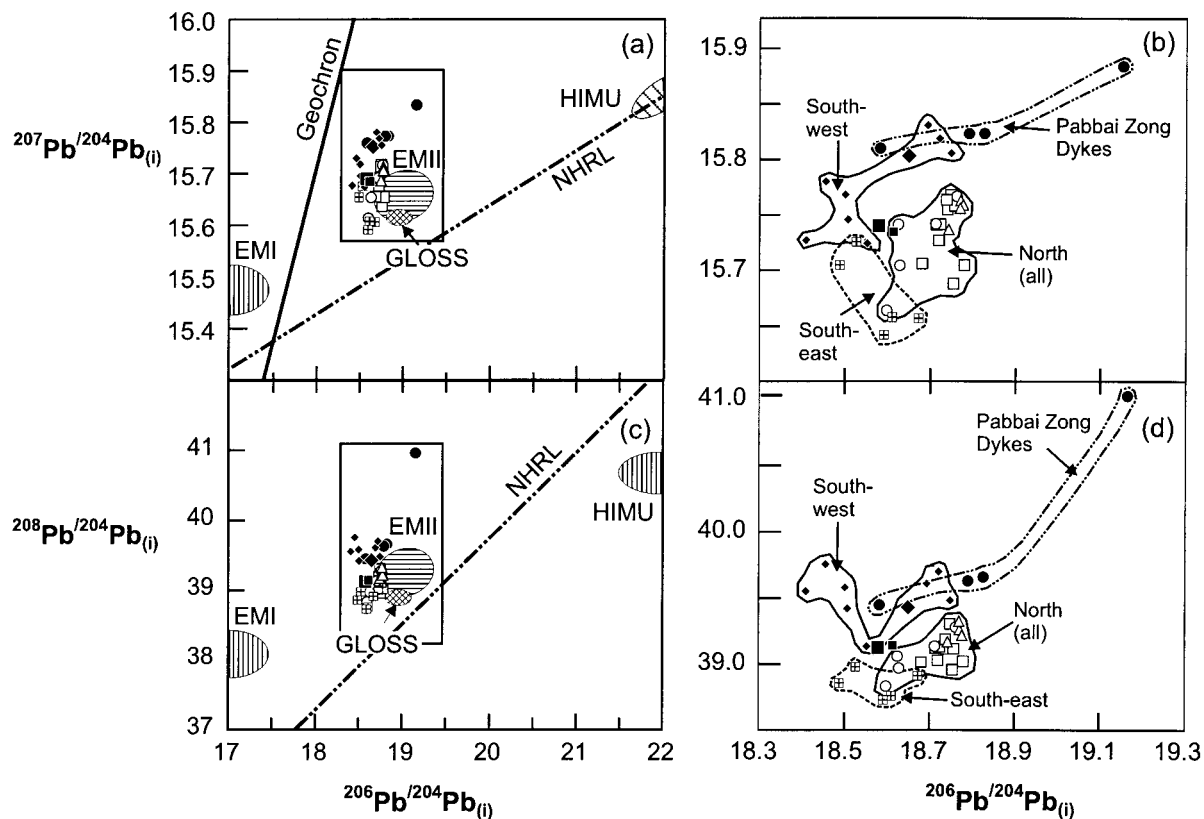 (a)
16.0
15.9
15.8
15.7
15.6
15.5
15.4
207Pb/204Pb(i)
Geochron
HIMU
EMII
NHRL
EMI
GLOSS
(b)
15.9
15.8
15.7
South-
west
Pabbai Zong
Dykes
North
(all)
South-
east
(c)
41
40
39
38
37
208Pb/204Pb(i)
NHRL
EMII
HIMU
EMI
GLOSS
17 18 19 20 21 22
206Pb/204Pb(i)
(d)
41.0
40.0
39.0
Pabbai Zong
Dykes
South-
west
North
(all)
South-east
18.3 18.5 18.7 18.9 19.1 19.3
206Pb/204Pb(i)